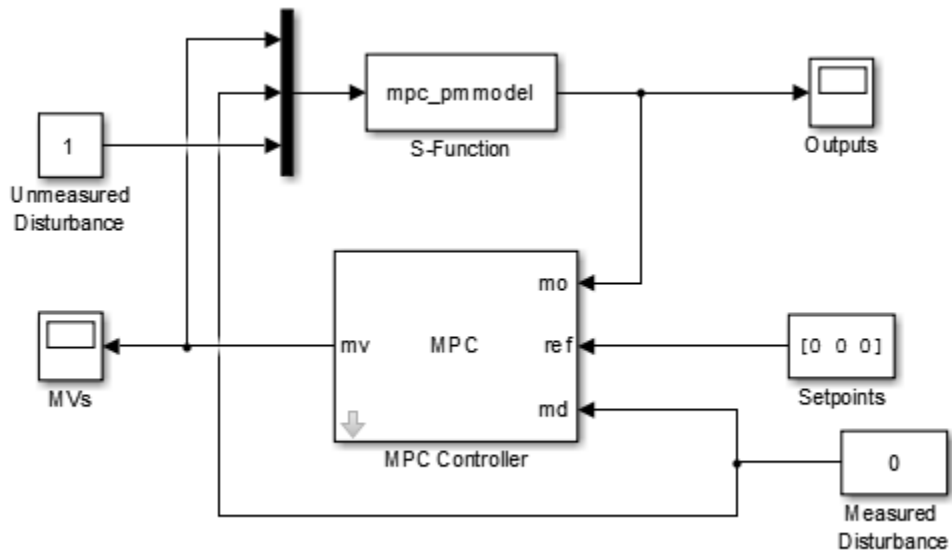 mpc_pmmodel
S-Function
Outputs
1
Unmeasured
Disturbance
mo
mv
MPC
ref
[0 0 0]
MVs
Setpoints
md
MPC Controller
0
Measured
Disturbance